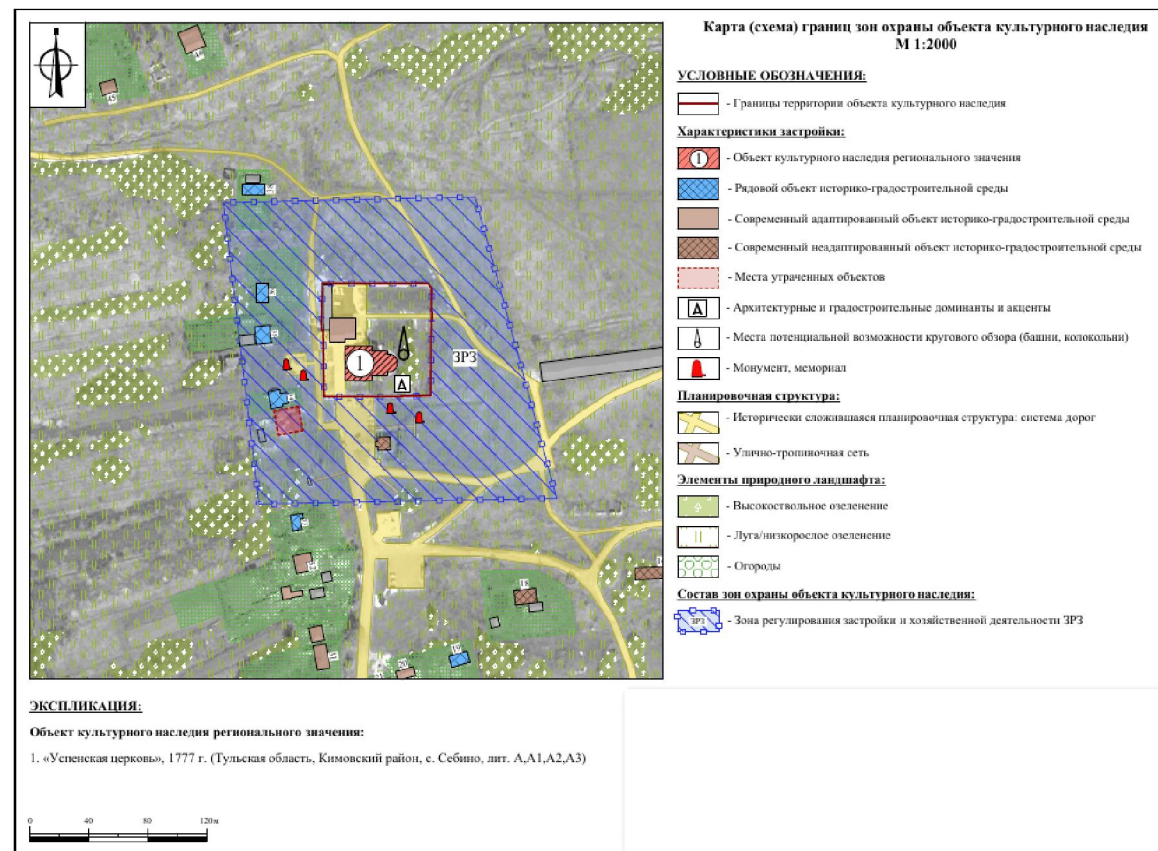 Карта (схема) границ зон охраны объекта культурного наследия
М 1:2000
УСЛОВНЫЕ ОБОЗНАЧЕНИЯ:
- Границы территории объекта культурного наследия
Характеристики застройки:
1 - Объект культурного наследия регионального значения
- Рядовой объект историко-градостроительной среды
- Современный адаптированный объект историко-градостроительной среды
- Современный неадаптированный объект историко-градостроительной среды
- Места утраченных объектов
А - Архитектурные и градостроительные доминанты и акценты
- Места потенциальной возможности кругового обзора (башни, колокольни)
- Монумент, мемориал
Планировочная структура:
- Исторически сложившаяся планировочная структура: система дорог
- Улично-тропиночная сеть
Элементы природного ландшафта:
- Высокоствольное озеленение
- Луга/низкорослое озеленение
- Огороды
Состав зон охраны объекта культурного наследия:
ЗРЗ - Зона регулирования застройки и хозяйственной деятельности ЗРЗ
ЗРЗ
1
А
18
19
20
ЭКСПЛИКАЦИЯ:
Объект культурного наследия регионального значения:
1. «Успенская церковь», 1777 г. (Тульская область, Кимовский район, с. Себино, лит. А,А1,А2,А3)
0 40 80 120м